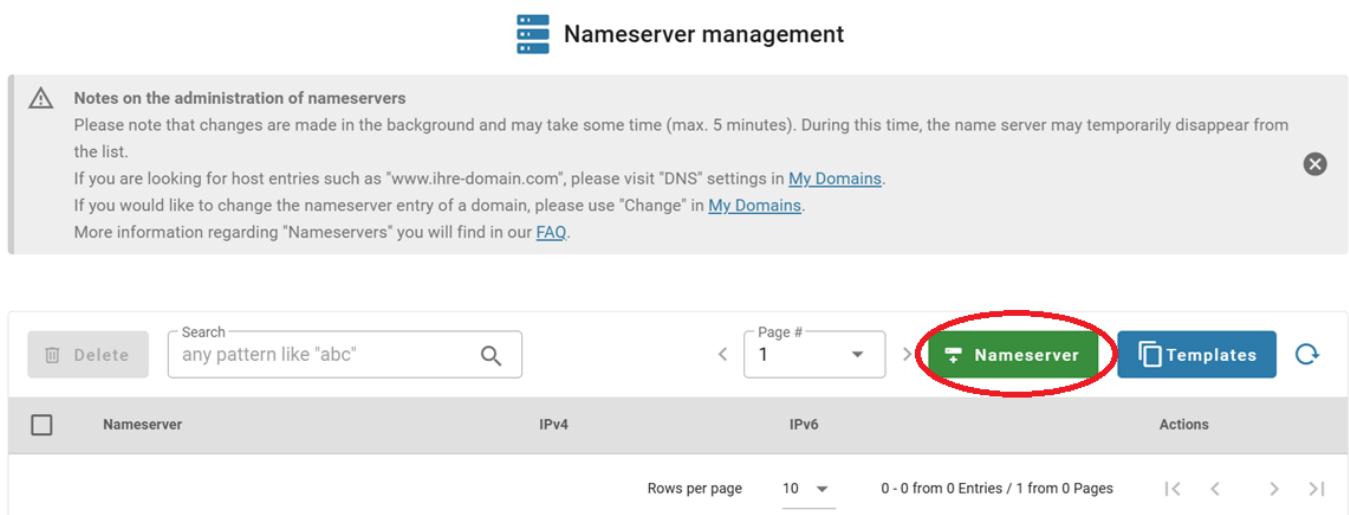 Nameserver management
Notes on the administration of nameservers
Please note that changes are made in the background and may take some time (max. 5 minutes). During this time, the name server may temporarily disappear from
the list.
If you are looking for host entries such as "www.ihre-domain.com", please visit "DNS" settings in My Domains.
If you would like to change the nameserver entry of a domain, please use "Change" in My Domains.
More information regarding "Nameservers" you will find in our FAQ.
Delete
Search
any pattern like "abc"
Page #
1
Nameserver
Templates
Nameserver IPv4 IPv6 Actions
Rows per page 10 0 - 0 from 0 Entries / 1 from 0 Pages